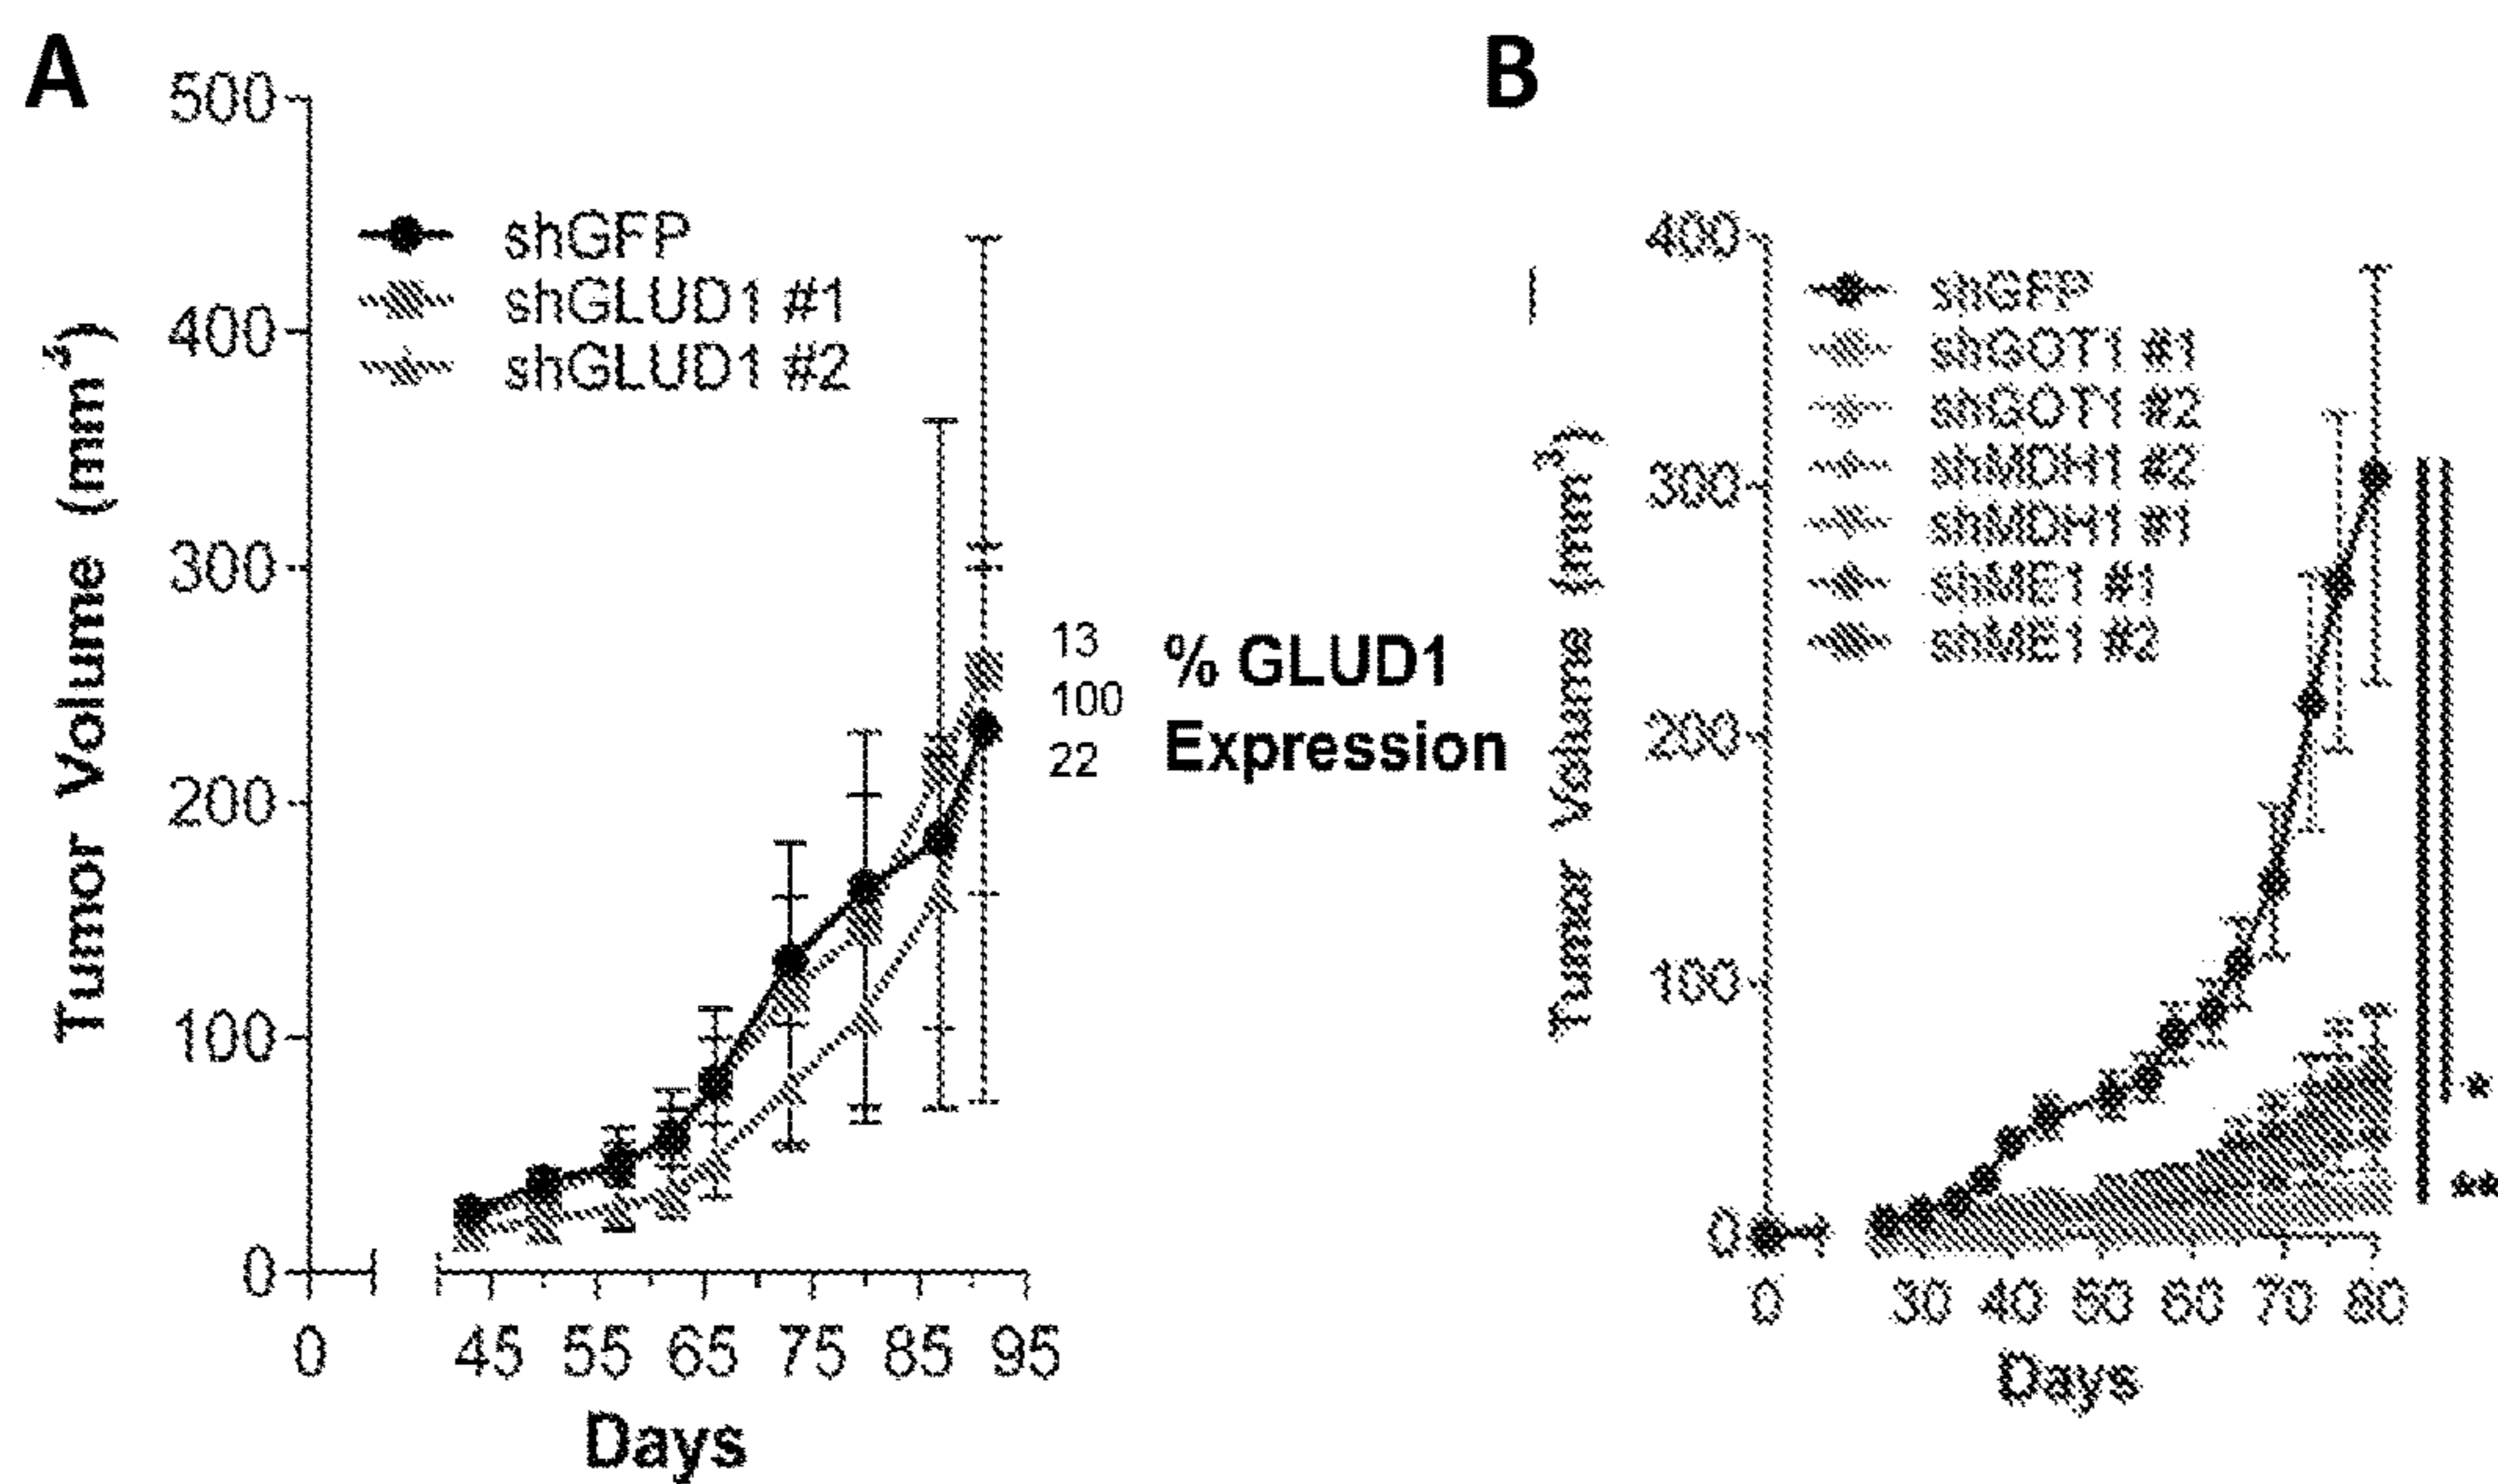 A
500
400
300
200
100
0
Tumor Volume (mm³)
shGFP
shGLUD1 #1
shGLUD1 #2
13
100
22
% GLUD1
Expression
0 45 55 65 75 85 95
Days
B
400
300
200
100
0
Tumor Volume (mm³)
shGFP
shGOT1 #1
shGOT1 #2
shMDH1 #2
shMDH1 #1
shME1 #1
shME1 #2
*
**
0 30 40 50 60 70 80
Days